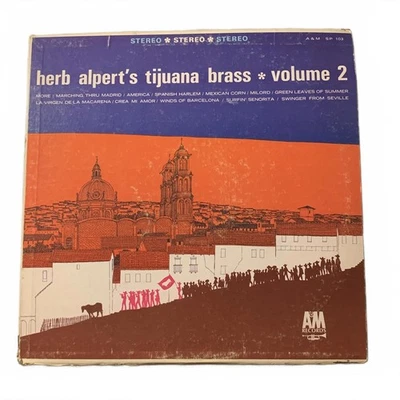 STEREO ★ STEREO ★ STEREO
A & M SP 103
herb alpert's tijuana brass * volume 2
MORE / MARCHING THRU MADRID / AMERICA / SPANISH HARLEM / MEXICAN CORN / MILORD / GREEN LEAVES OF SUMMER
LA VIRGEN DE LA MACARENA / CREA MI AMOR / WINDS OF BARCELONA / SURFIN' SENORITA / SWINGER FROM SEVILLE
A&M
RECORDS